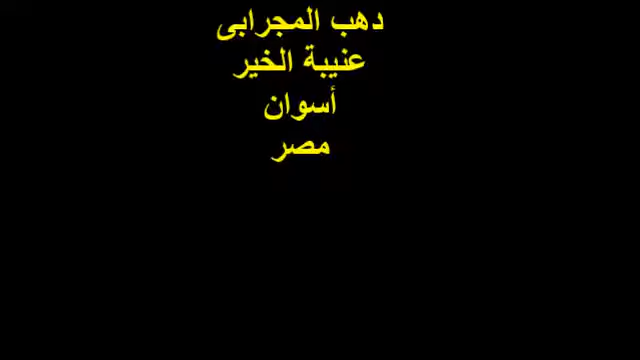 دهب المجرابى
عنيبة الخير
أسوان
مصر